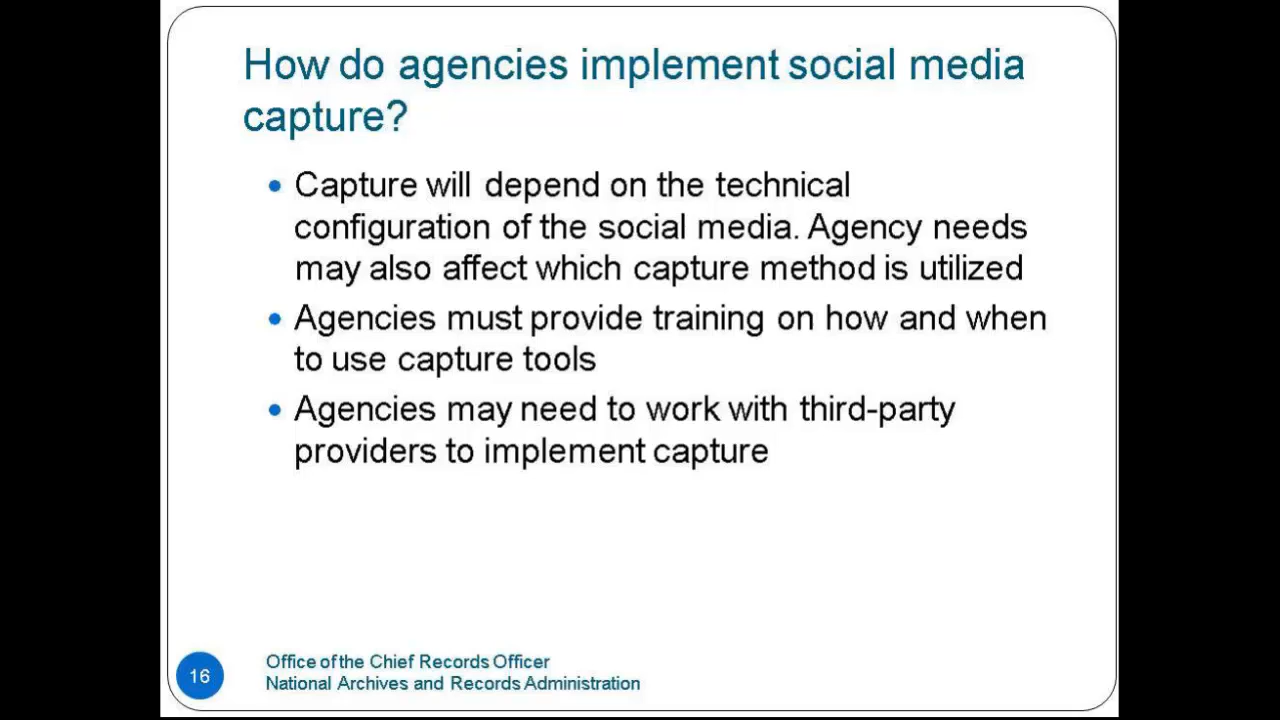 How do agencies implement social media
capture?
• Capture will depend on the technical
configuration of the social media. Agency needs
may also affect which capture method is utilized
• Agencies must provide training on how and when
to use capture tools
• Agencies may need to work with third-party
providers to implement capture
16
Office of the Chief Records Officer
National Archives and Records Administration